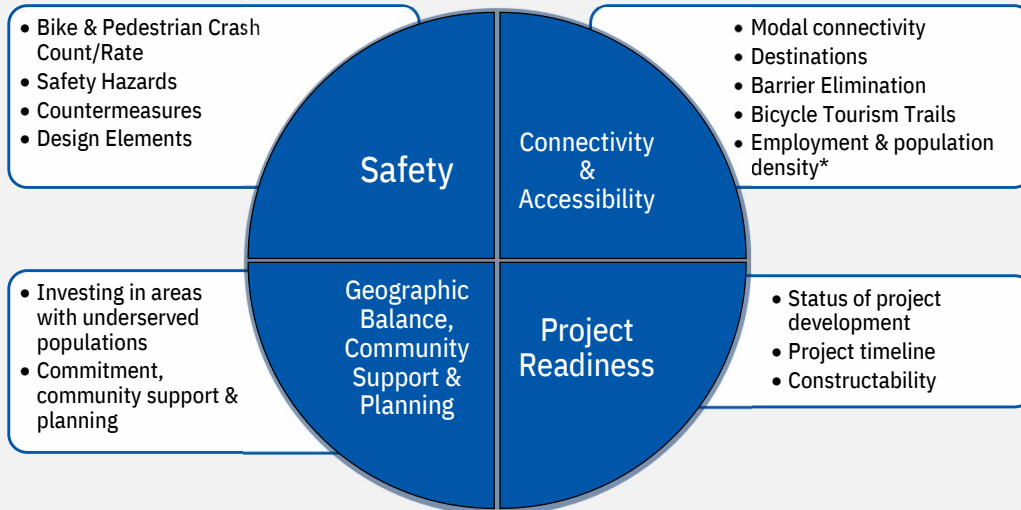 • Bike & Pedestrian Crash
Count/Rate
• Safety Hazards
• Countermeasures
• Design Elements
Safety
• Modal connectivity
• Destinations
• Barrier Elimination
• Bicycle Tourism Trails
• Employment & population
density*
Connectivity
&
Accessibility
• Investing in areas
with underserved
populations
• Commitment,
community support &
planning
Geographic
Balance,
Community
Support &
Planning
Project
Readiness
• Status of project
development
• Project timeline
• Constructability